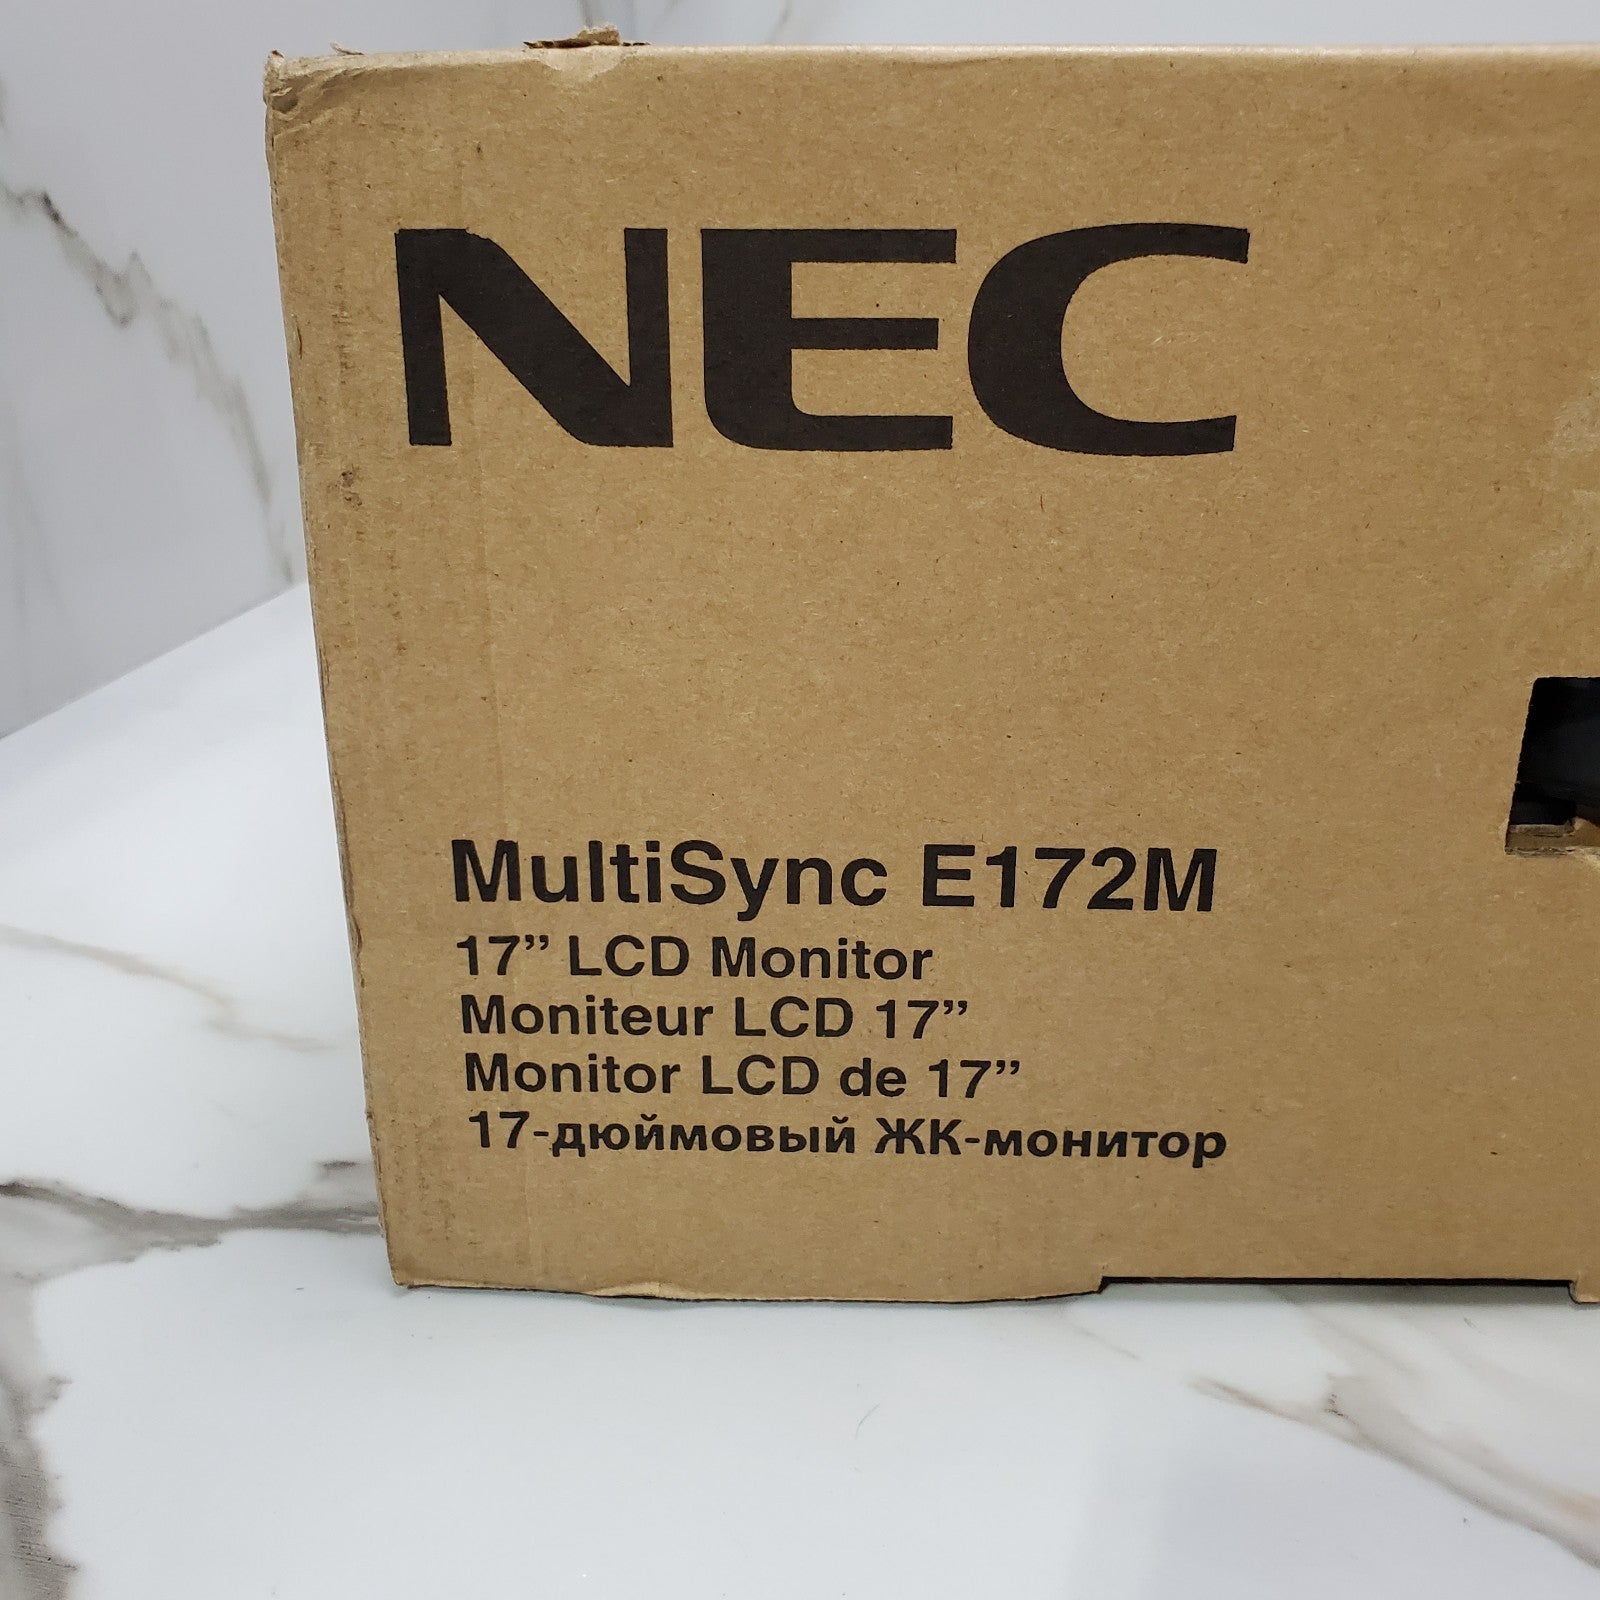 NEC
MultiSync E172M
17” LCD Monitor
Moniteur LCD 17”
Monitor LCD de 17”
17-дюймовый ЖК-монитор